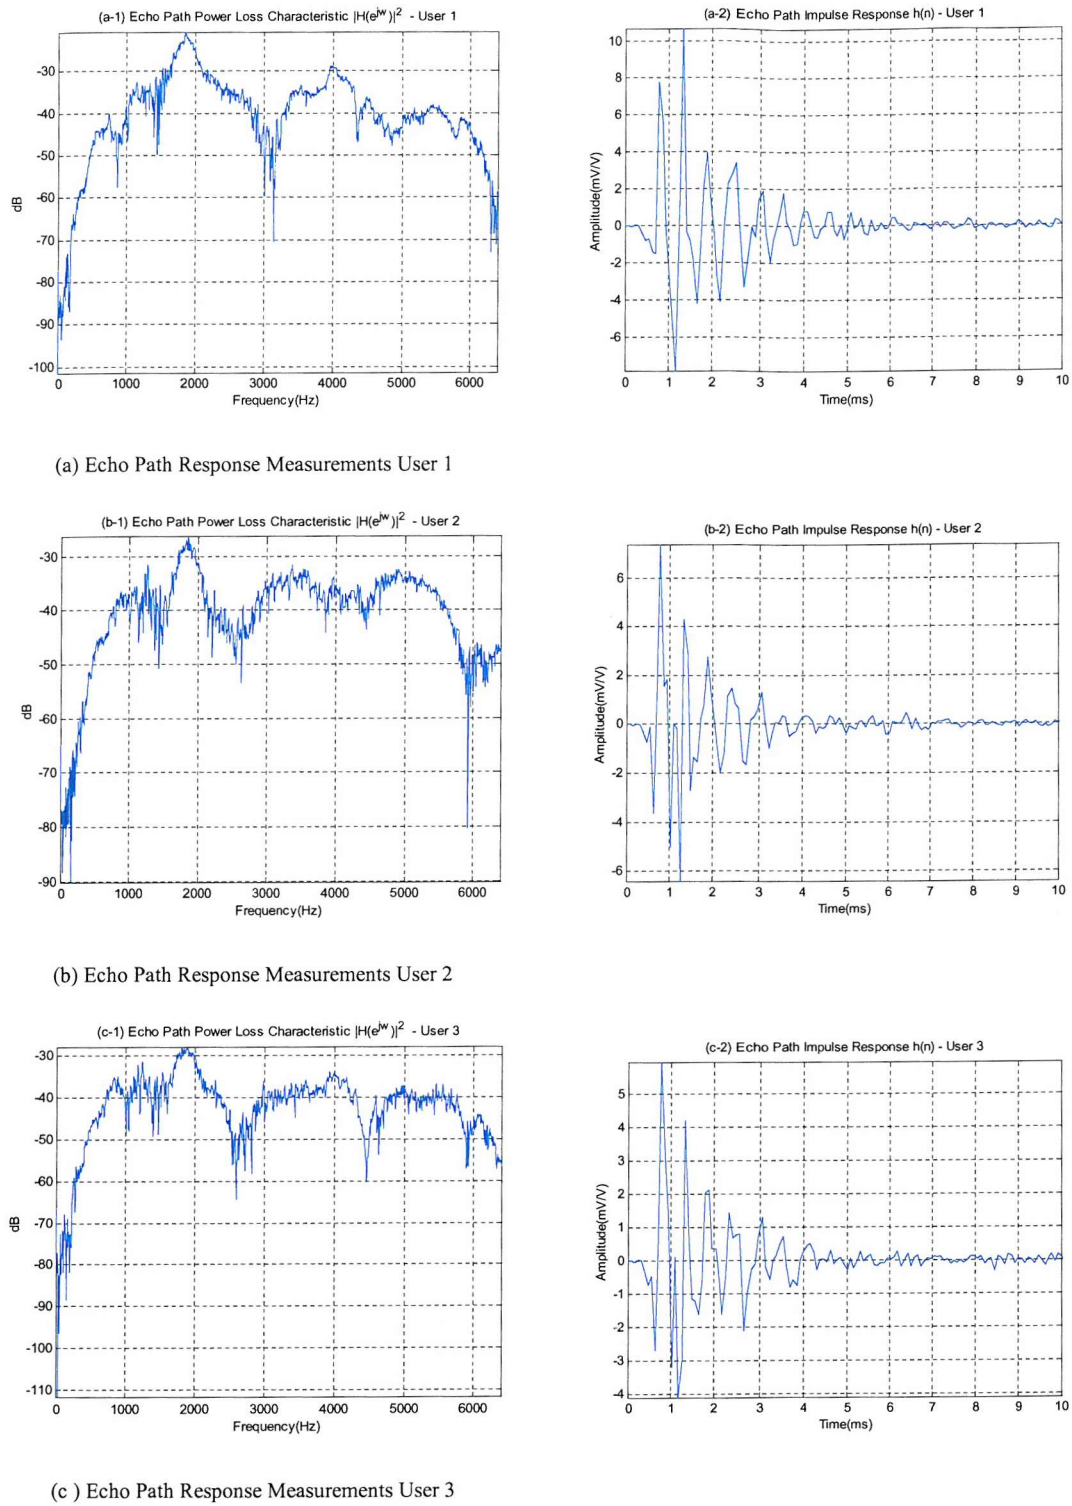 (a-1) Echo Path Power Loss Characteristic |H(e^jw)|² - User 1
-30
-40
-50
-60
-70
-80
-90
-100
dB
0 1000 2000 3000 4000 5000 6000
Frequency(Hz)
(a-2) Echo Path Impulse Response h(n) - User 1
10
8
6
4
2
0
-2
-4
-6
Amplitude(mV/V)
0 1 2 3 4 5 6 7 8 9 10
Time(ms)
(a) Echo Path Response Measurements User 1
(b-1) Echo Path Power Loss Characteristic |H(e^jw)|² - User 2
-30
-40
-50
-60
-70
-80
-90
dB
0 1000 2000 3000 4000 5000 6000
Frequency(Hz)
(b-2) Echo Path Impulse Response h(n) - User 2
6
4
2
0
-2
-4
-6
Amplitude(mV/V)
0 1 2 3 4 5 6 7 8 9 10
Time(ms)
(b) Echo Path Response Measurements User 2
(c-1) Echo Path Power Loss Characteristic |H(e^jw)|² - User 3
-30
-40
-50
-60
-70
-80
-90
-100
-110
dB
0 1000 2000 3000 4000 5000 6000
Frequency(Hz)
(c-2) Echo Path Impulse Response h(n) - User 3
5
4
3
2
1
0
-1
-2
-3
-4
Amplitude(mV/V)
0 1 2 3 4 5 6 7 8 9 10
Time(ms)
(c ) Echo Path Response Measurements User 3